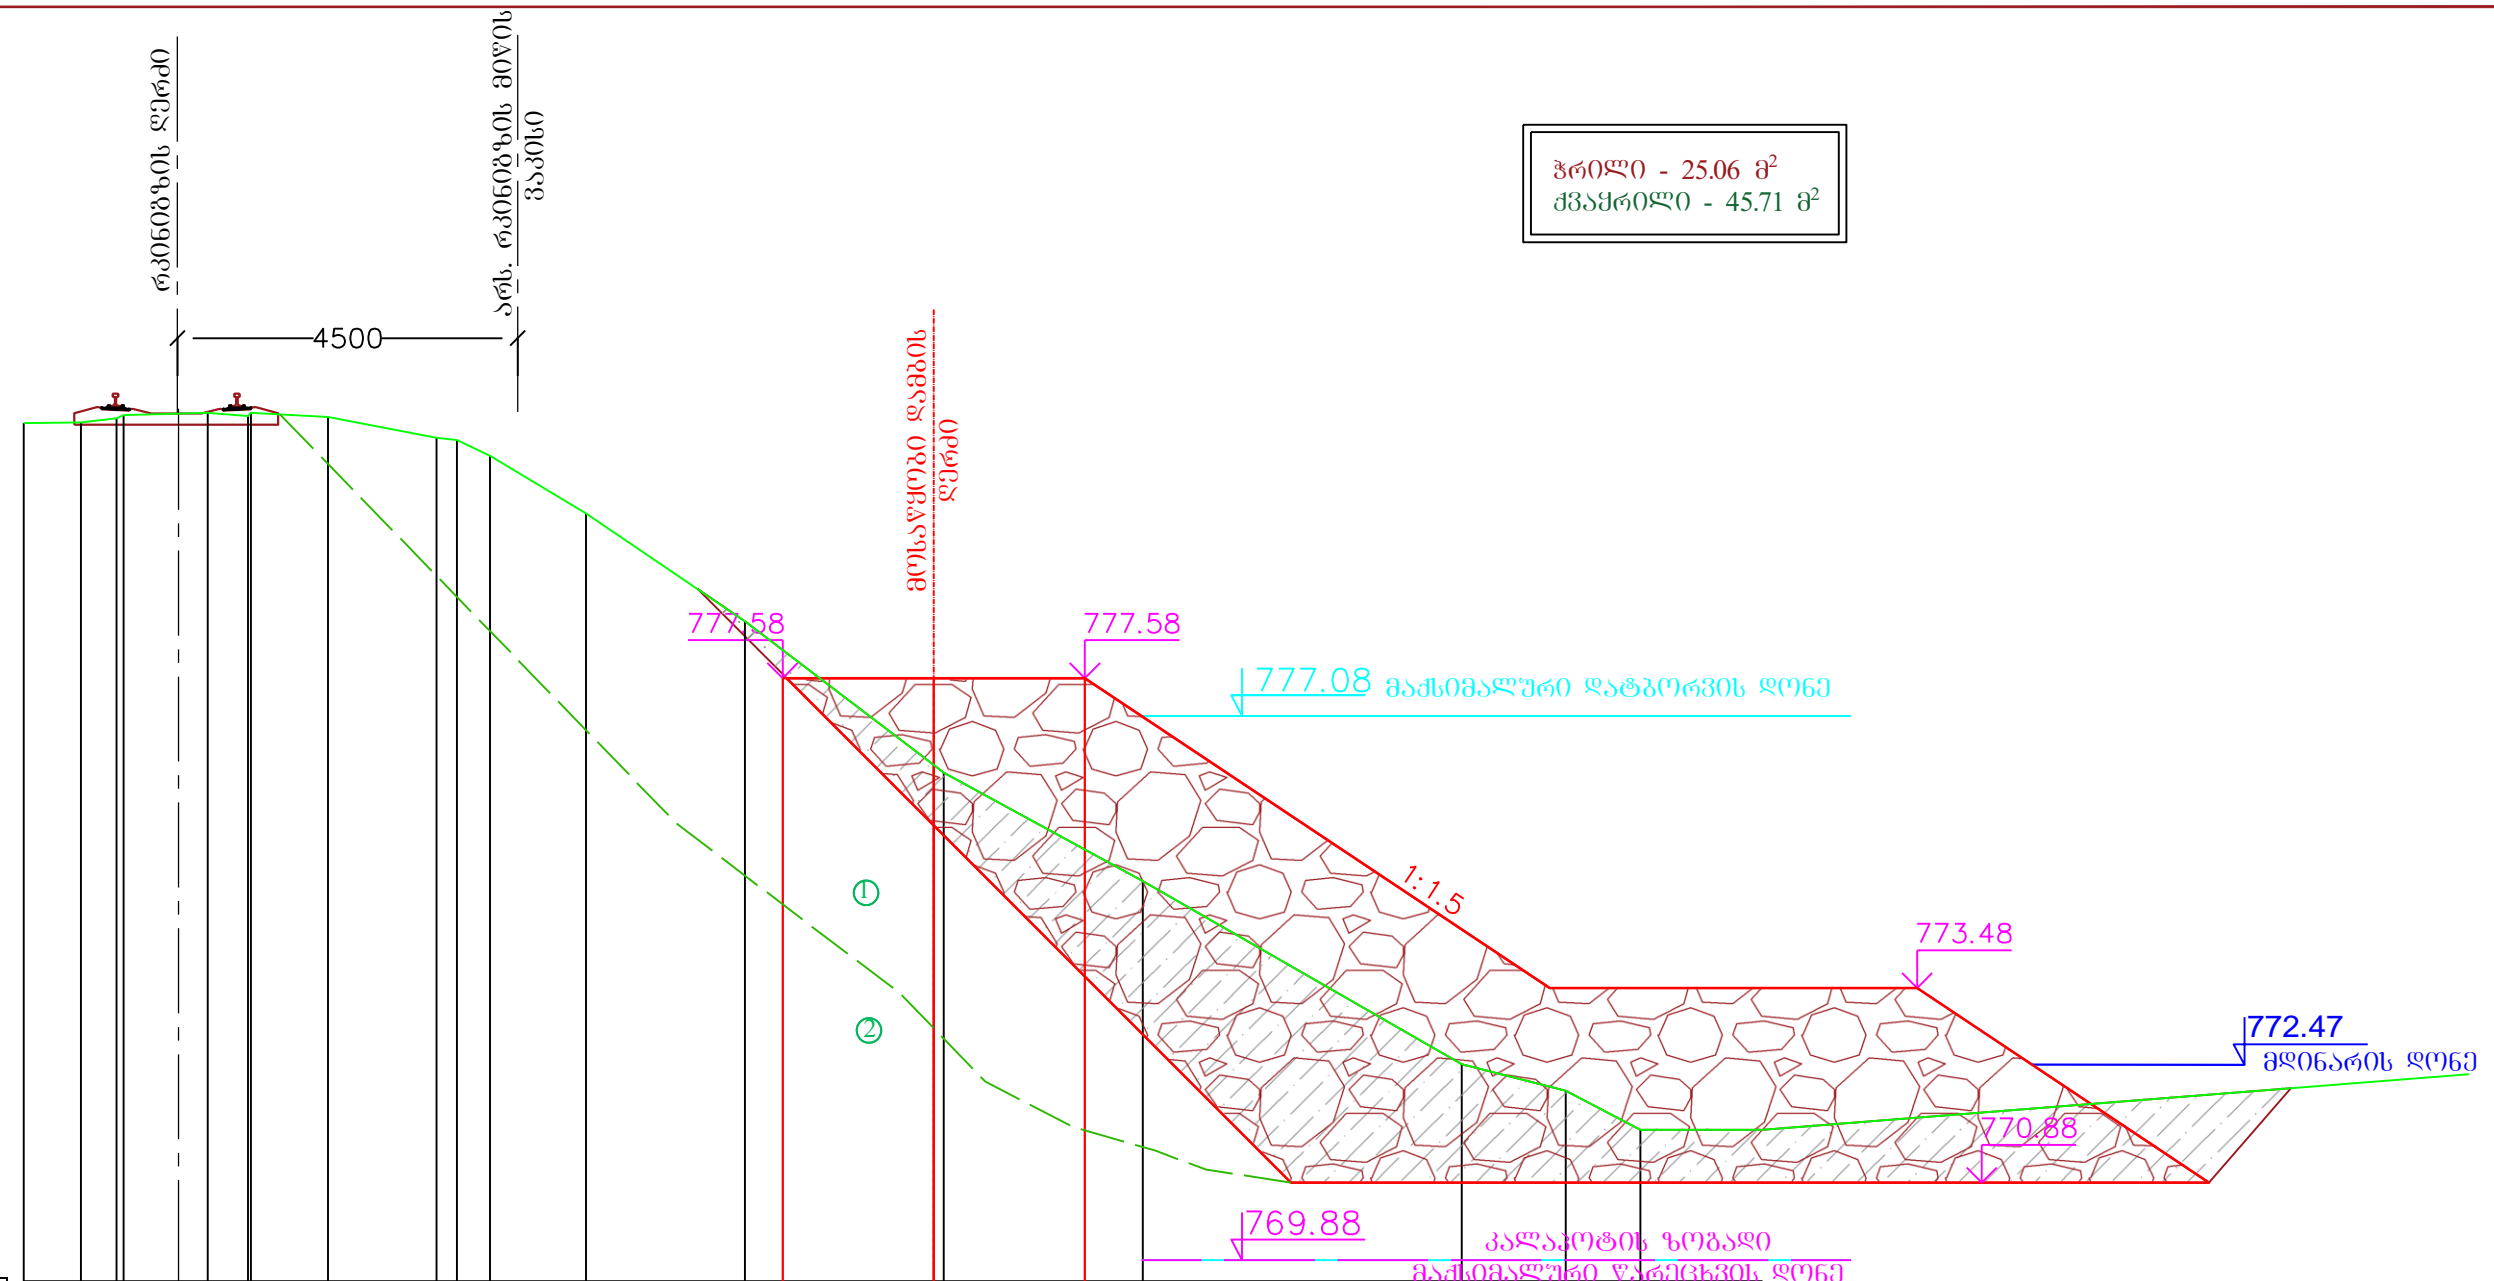 რკინიგზის ღერძი
არს. რკინიგზის მიწის
ვაკისი
4500
ჭრილი - 25.06 მ²
ქვაყრილი - 45.71 მ²
მოსაწყობი დამბის
ღერძი
777.58
777.58
777.08 მაქსიმალური დატბორვის დონე
1:1.5
773.48
772.47
მდინარის დონე
770.88
1
2
769.88
კალაპოტის ზოგადი
მაქსიმალური წარეცხვის დონე